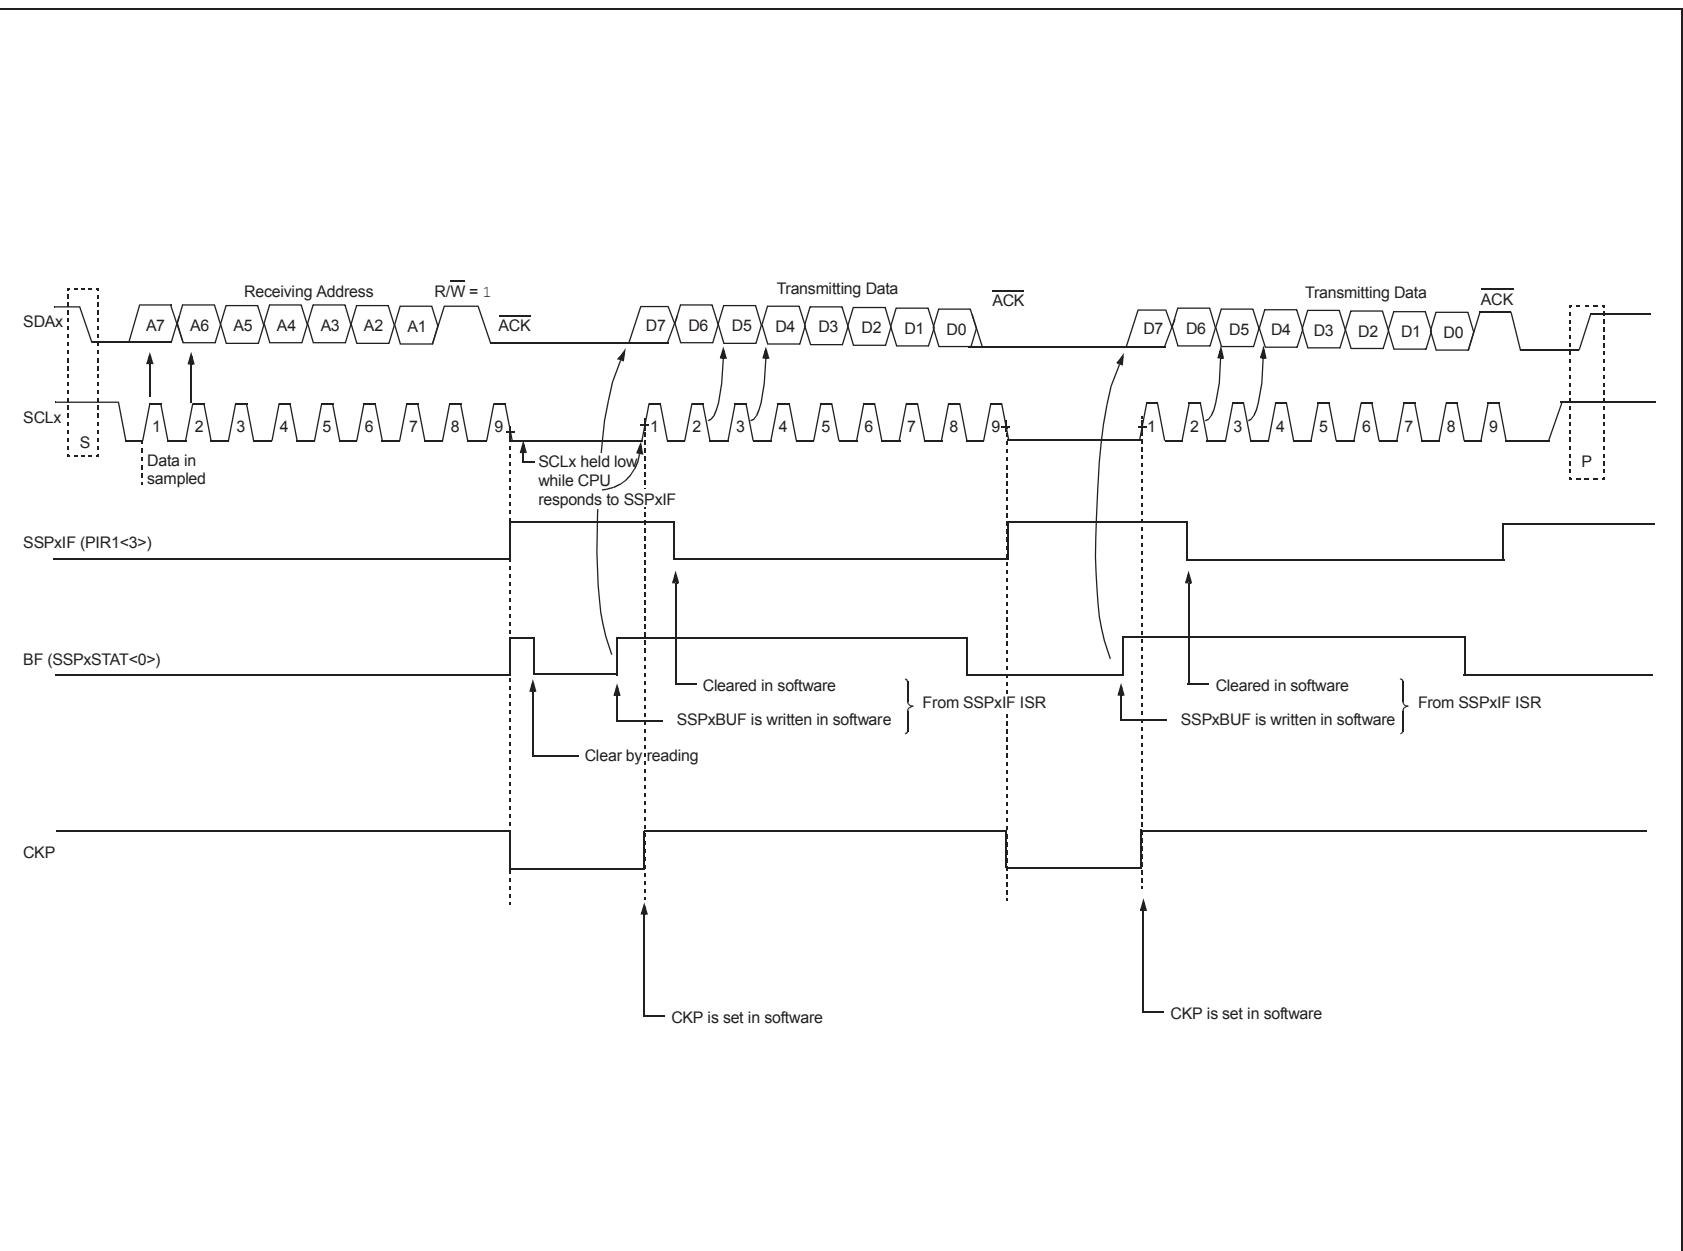 Receiving Address R/W = 1 Transmitting Data ACK Transmitting Data ACK
SDAx A7 A6 A5 A4 A3 A2 A1 ACK D7 D6 D5 D4 D3 D2 D1 D0 D7 D6 D5 D4 D3 D2 D1 D0
SCLx 1 2 3 4 5 6 7 8 9 1 2 3 4 5 6 7 8 9 1 2 3 4 5 6 7 8 9
S
P
Data in
sampled
SCLx held low
while CPU
responds to SSPxIF
SSPxIF (PIR1<3>)
BF (SSPxSTAT<0>)
Cleared in software
SSPxBUF is written in software
From SSPxIF ISR
Clear by reading
Cleared in software
SSPxBUF is written in software
From SSPxIF ISR
CKP
CKP is set in software
CKP is set in software